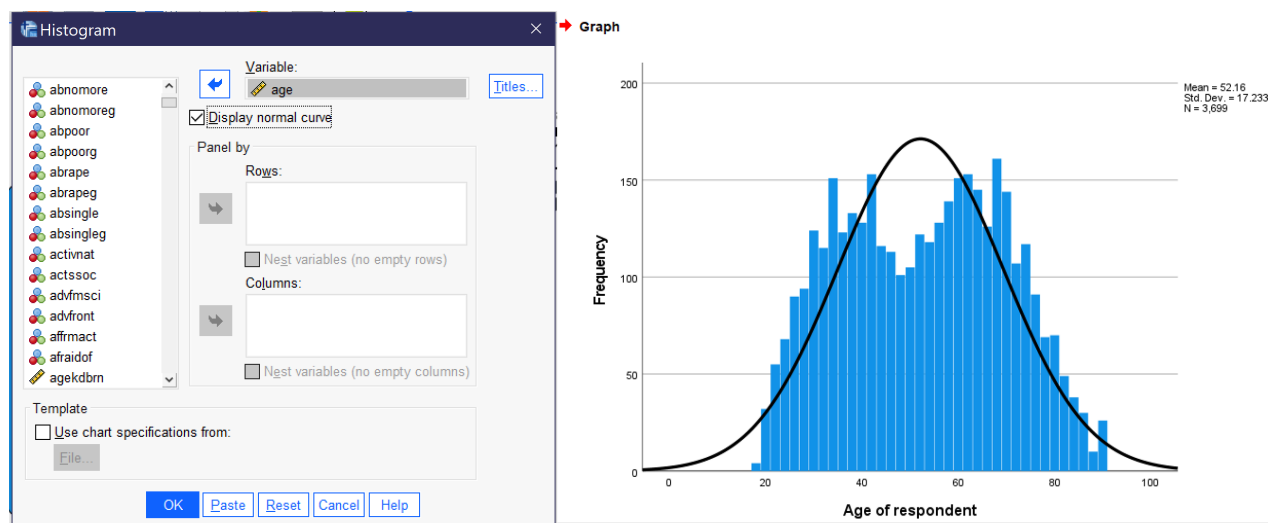 Histogram
abnomore
abnomoreg
abpoor
abpoorg
abrape
abrapeg
absingle
absingleg
activnat
actssoc
advfmsci
advfront
affrmact
afraidof
agekdbrn
Variable:
age
Titles...
Display normal curve
Panel by
Rows:
Nest variables (no empty rows)
Columns:
Nest variables (no empty columns)
Template
Use chart specifications from:
File...
OK Paste Reset Cancel Help
Graph
200
150
100
50
0
Frequency
0 20 40 60 80 100
Age of respondent
Mean = 52.16
Std. Dev. = 17.233
N = 3,699